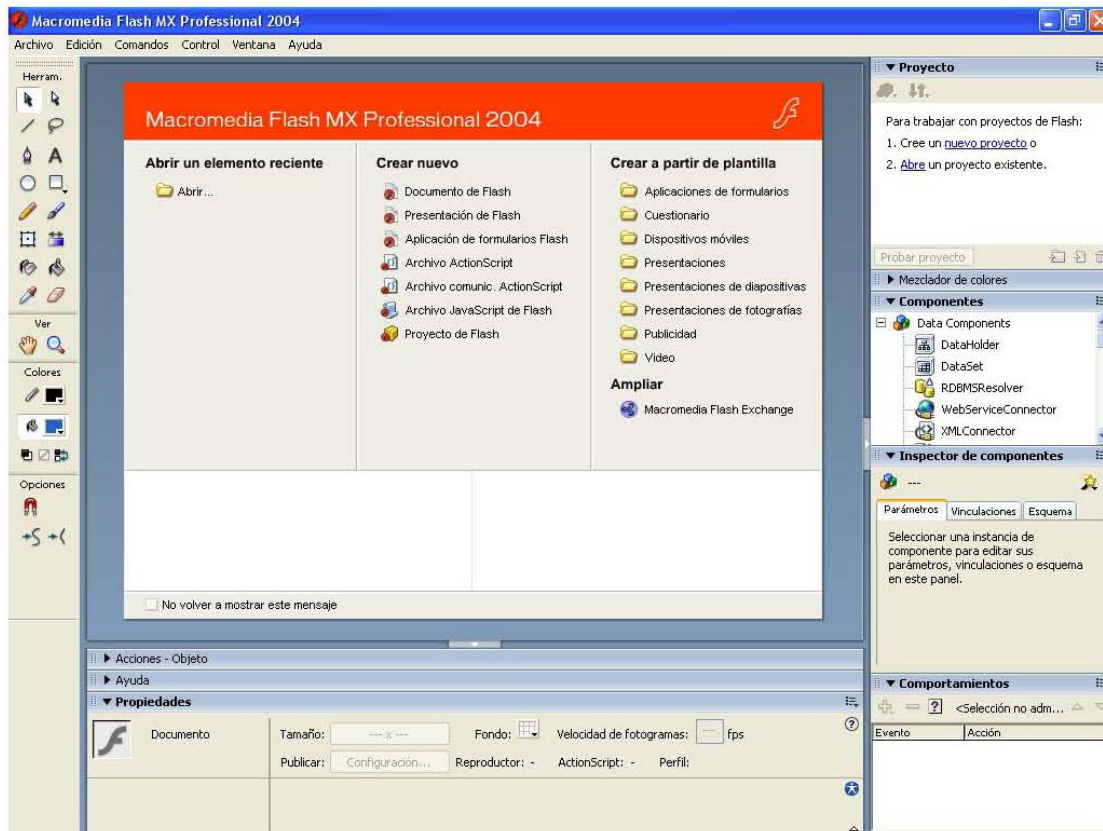 Macromedia Flash MX Professional 2004
Archivo Edición Comandos Control Ventana Ayuda
Herram.
Ver
Colores
Opciones
Macromedia Flash MX Professional 2004
Abrir un elemento reciente
Abrir...
Crear nuevo
Documento de Flash
Presentación de Flash
Aplicación de formularios Flash
Archivo ActionScript
Archivo comunic. ActionScript
Archivo JavaScript de Flash
Proyecto de Flash
Crear a partir de plantilla
Aplicaciones de formularios
Cuestionario
Dispositivos móviles
Presentaciones
Presentaciones de diapositivas
Presentaciones de fotografías
Publicidad
Video
Ampliar
Macromedia Flash Exchange
No volver a mostrar este mensaje
Acciones - Objeto
Ayuda
Propiedades
Documento
Tamaño: --- x --- Fondo: Velocidad de fotogramas: --- fps
Publicar: Configuración... Reproductor: - ActionScript: - Perfil:
Proyecto
Para trabajar con proyectos de Flash:
1. Cree un nuevo proyecto o
2. Abre un proyecto existente.
Probar proyecto
Mezclador de colores
Componentes
Data Components
DataHolder
DataSet
RDBMSResolver
WebServiceConnector
XMLConnector
Inspector de componentes
---
Parámetros Vinculaciones Esquema
Seleccionar una instancia de
componente para editar sus
parámetros, vinculaciones o esquema
en este panel.
Comportamientos
<Selección no adm...
Evento Acción